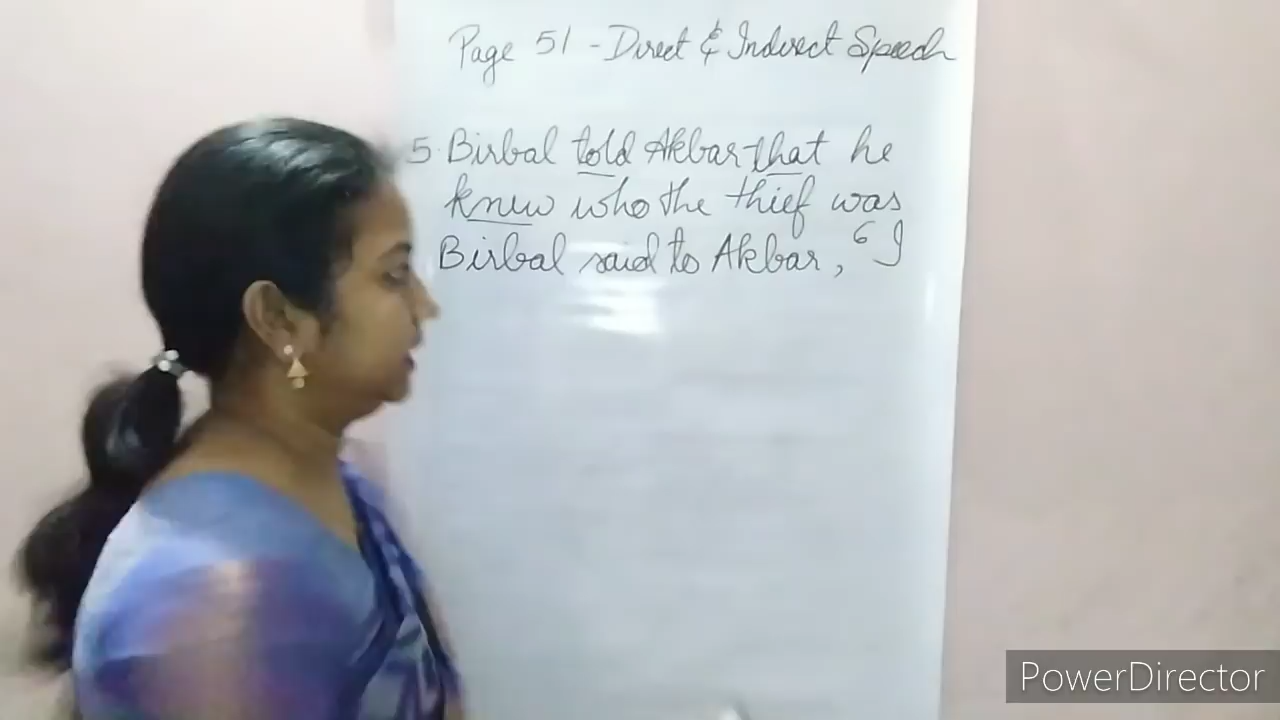 Page 51 - Direct & Indirect Speech
5. Birbal told Akbar that he
knew who the thief was
Birbal said to Akbar, ‘I
PowerDirector